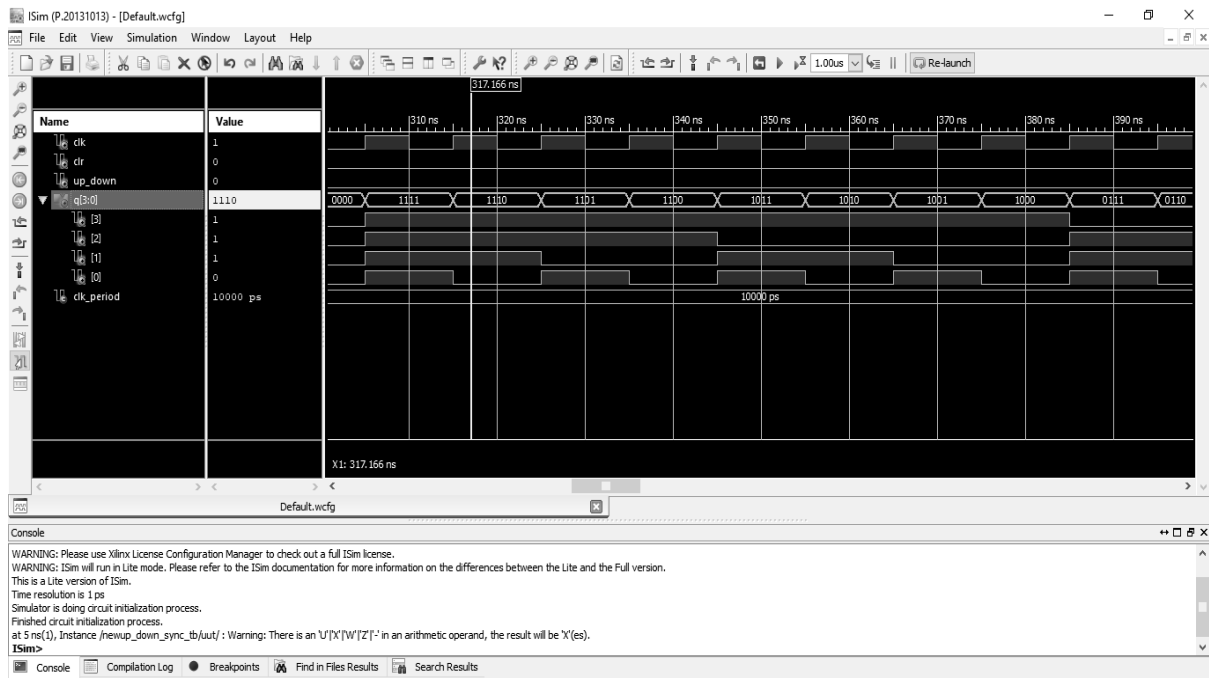 ISim (P.20131013) - [Default.wcfg]
File Edit View Simulation Window Layout Help
1.00us Re-launch
317.166 ns
Name Value
310 ns 320 ns 330 ns 340 ns 350 ns 360 ns 370 ns 380 ns 390 ns
clk 1
clr 0
up_down 0
q[3:0] 1110 0000 1111 1110 1101 1100 1011 1010 1001 1000 0111 0110
[3] 1
[2] 1
[1] 1
[0] 0
clk_period 10000 ps 10000 ps
X1: 317.166 ns
Default.wcfg
Console
WARNING: Please use Xilinx License Configuration Manager to check out a full ISim license.
WARNING: ISim will run in Lite mode. Please refer to the ISim documentation for more information on the differences between the Lite and the Full version.
This is a Lite version of ISim.
Time resolution is 1 ps
Simulator is doing circuit initialization process.
Finished circuit initialization process.
at 5 ns(1), Instance /newup_down_sync_tb/uut/ : Warning: There is an 'U'|'X'|'W'|'Z'|'-' in an arithmetic operand, the result will be 'X'(es).
ISim>
Console Compilation Log Breakpoints Find in Files Results Search Results